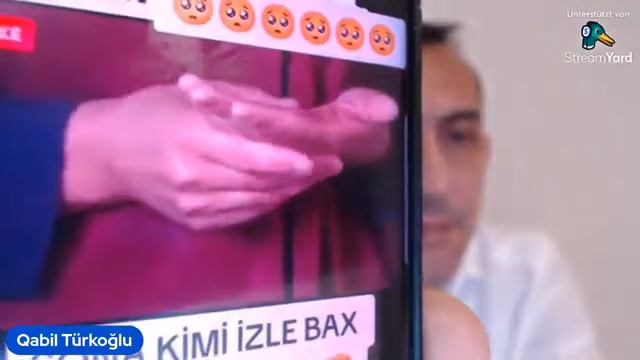 Unterstützt von
StreamYard
KE
KİMİ İZLE BAX
Qabil Türkoğlu